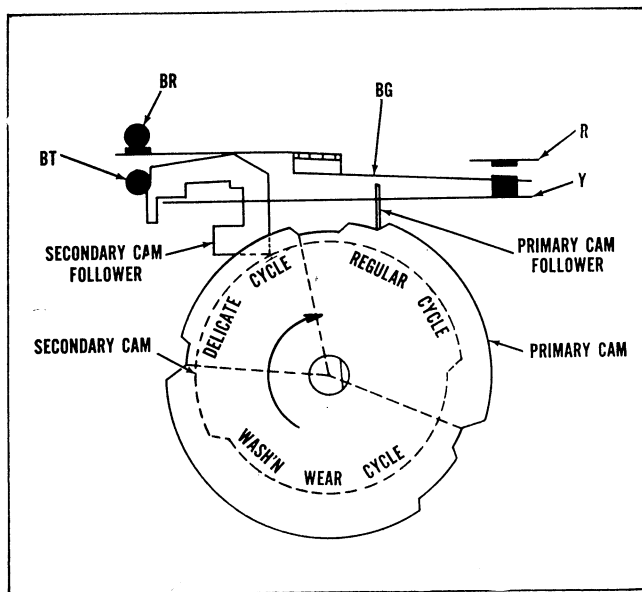 BR
BG
R
BT
Y
SECONDARY CAM
FOLLOWER
PRIMARY CAM
FOLLOWER
DELICATE CYCLE
REGULAR CYCLE
SECONDARY CAM
PRIMARY CAM
WASH'N WEAR CYCLE